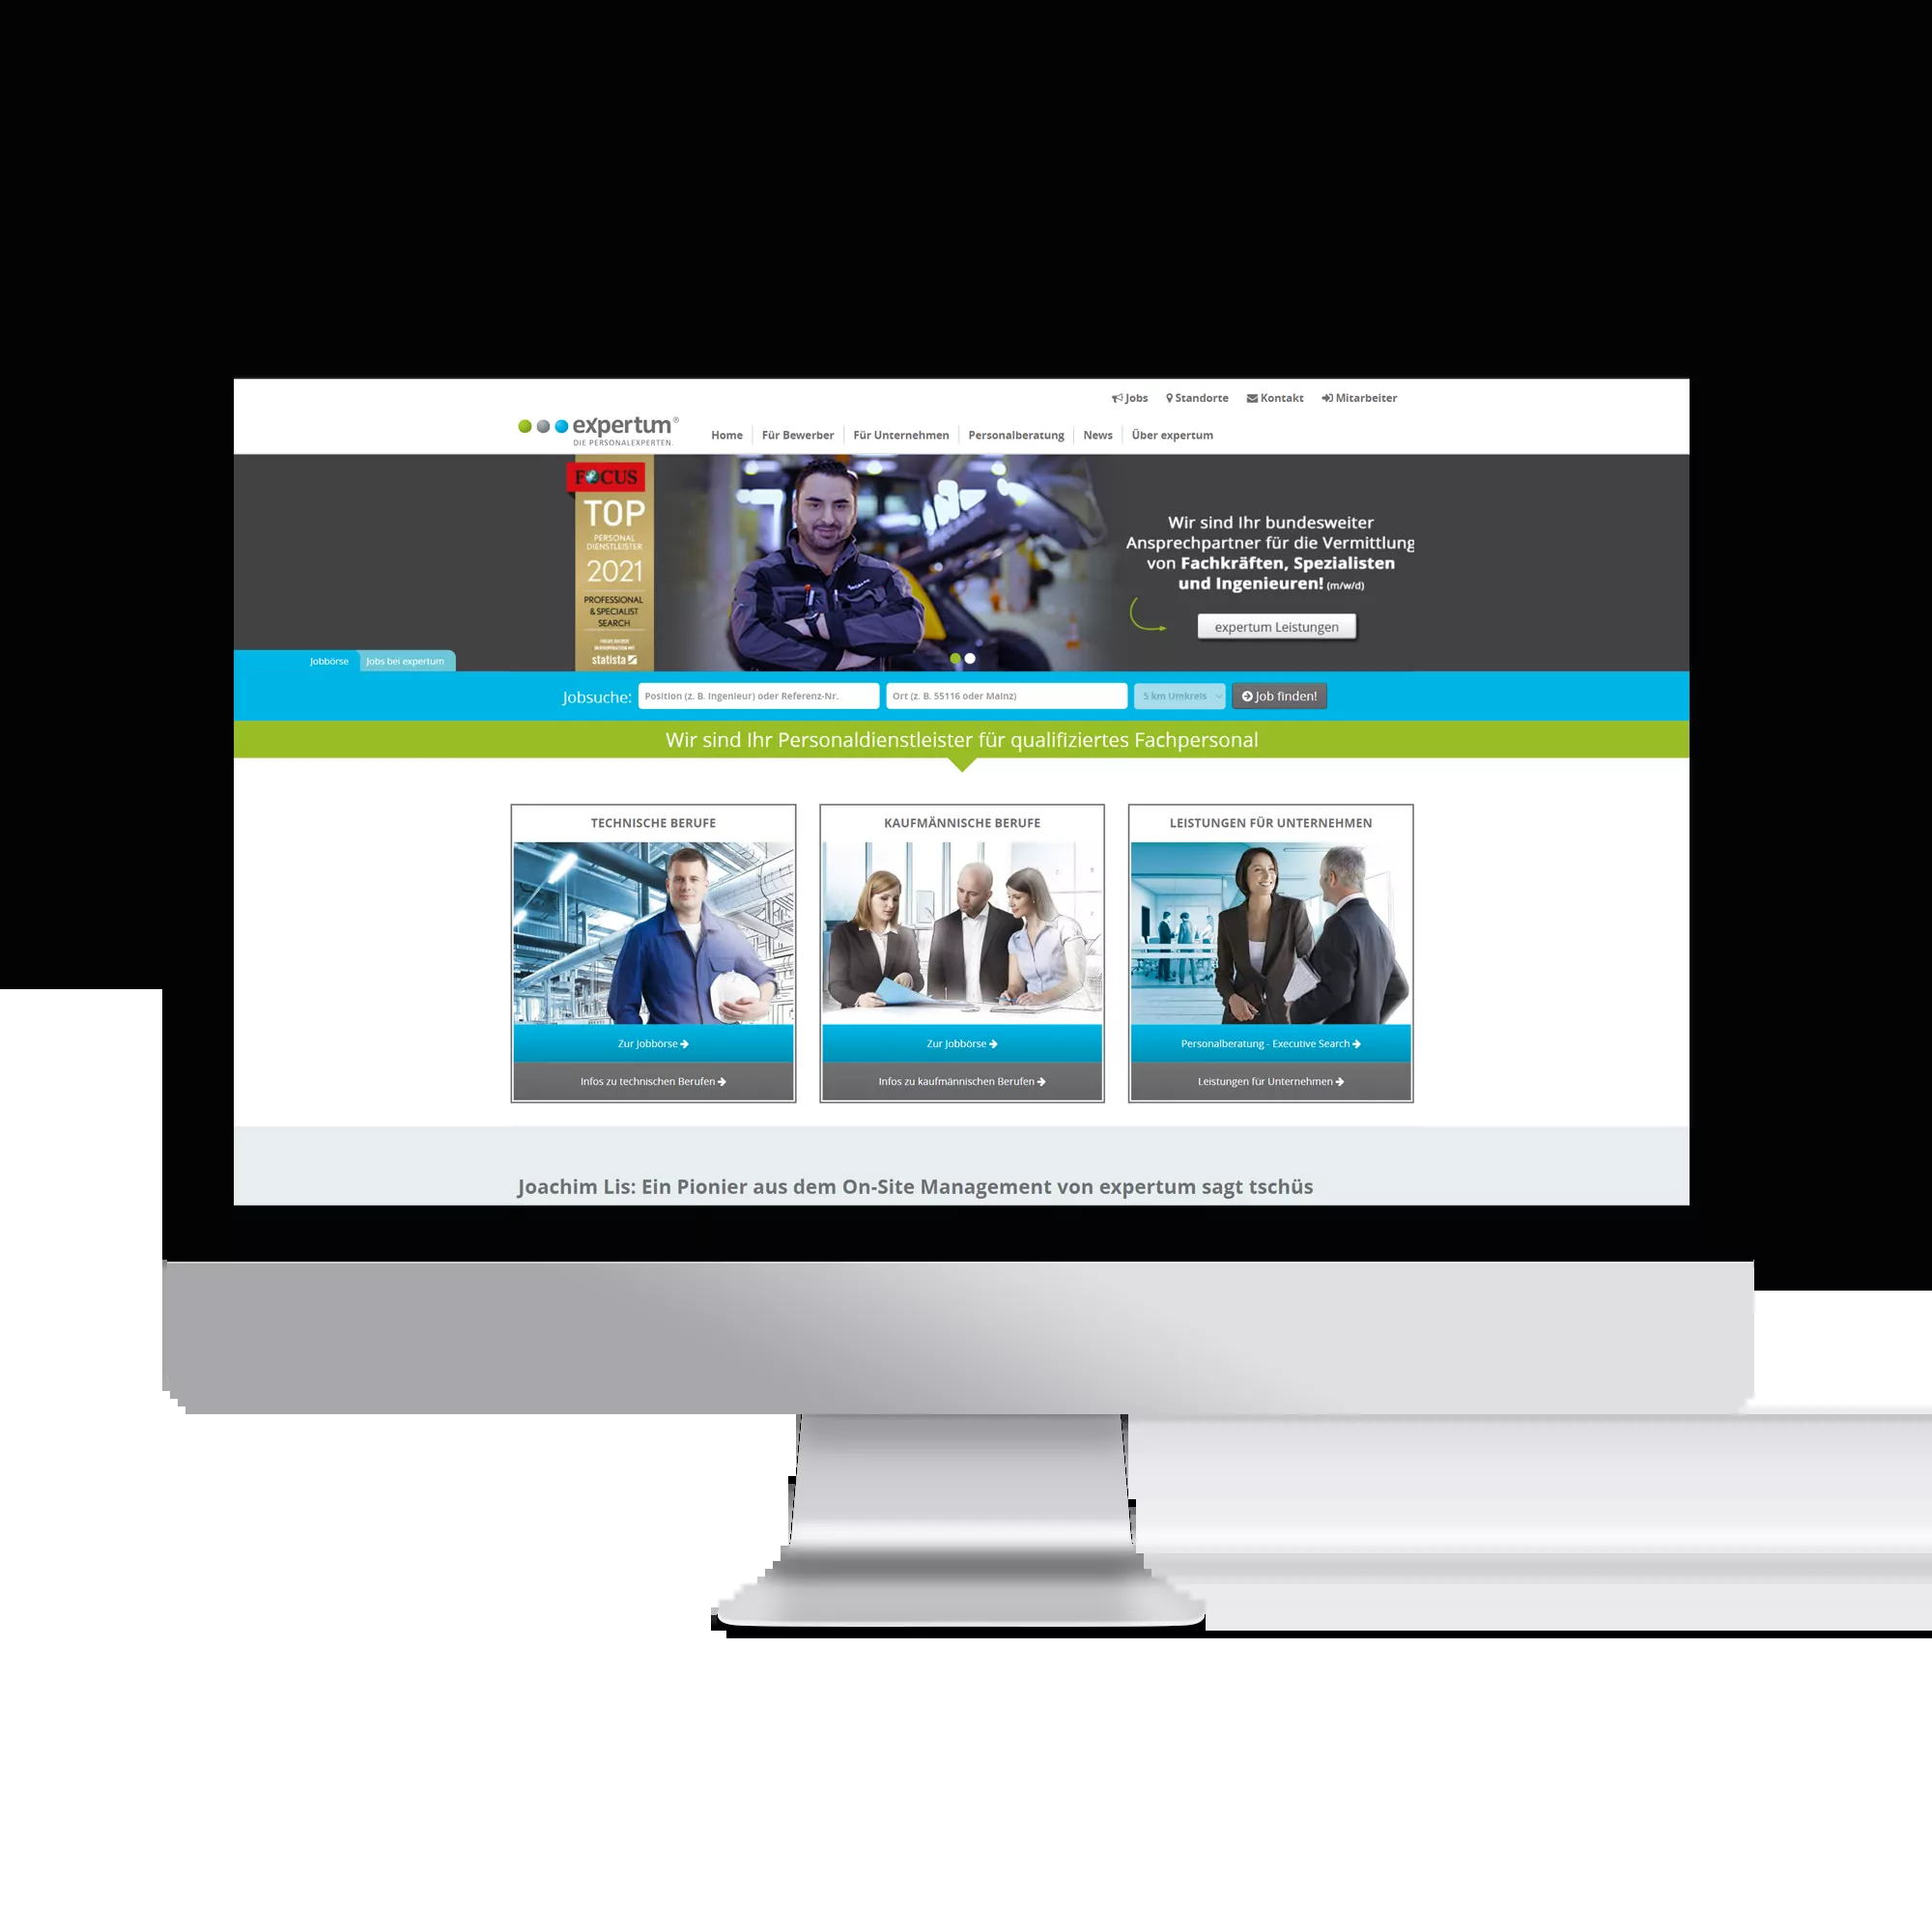 Jobs Standorte Kontakt Mitarbeiter
expertum®
DIE PERSONALEXPERTEN.
Home Für Bewerber Für Unternehmen Personalberatung News Über expertum
FOCUS
TOP
PERSONAL
DIENSTLEISTER
2021
PROFESSIONAL
& SPECIALIST
SEARCH
statista
Wir sind Ihr bundesweiter
Ansprechpartner für die Vermittlung
von Fachkräften, Spezialisten
und Ingenieuren! (m/w/d)
expertum Leistungen
Jobbörse Jobs bei expertum
Jobsuche: Position (z. B. Ingenieur) oder Referenz-Nr. Ort (z. B. 55116 oder Mainz) 5 km Umkreis Job finden!
Wir sind Ihr Personaldienstleister für qualifiziertes Fachpersonal
TECHNISCHE BERUFE
Zur Jobbörse
Infos zu technischen Berufen
KAUFMÄNNISCHE BERUFE
Zur Jobbörse
Infos zu kaufmännischen Berufen
LEISTUNGEN FÜR UNTERNEHMEN
Personalberatung - Executive Search
Leistungen für Unternehmen
Joachim Lis: Ein Pionier aus dem On-Site Management von expertum sagt tschüs